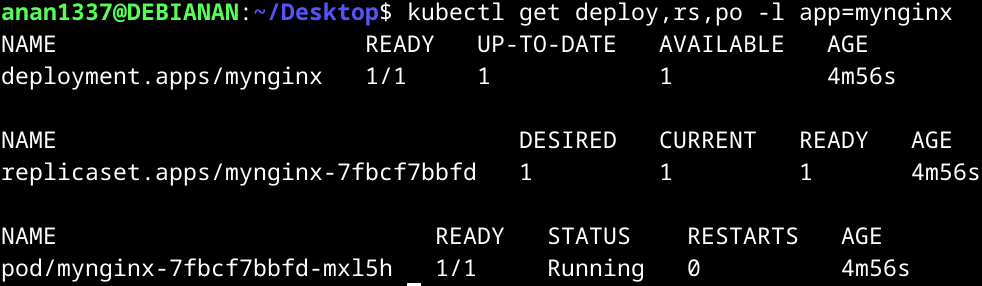 anan1337@DEBIANAN:~/Desktop$ kubectl get deploy,rs,po -l app=mynginx
NAME                      READY   UP-TO-DATE   AVAILABLE   AGE
deployment.apps/mynginx   1/1     1            1           4m56s

NAME                                 DESIRED   CURRENT   READY   AGE
replicaset.apps/mynginx-7fbcf7bbfd   1         1         1       4m56s

NAME                           READY   STATUS    RESTARTS   AGE
pod/mynginx-7fbcf7bbfd-mxl5h   1/1     Running   0          4m56s